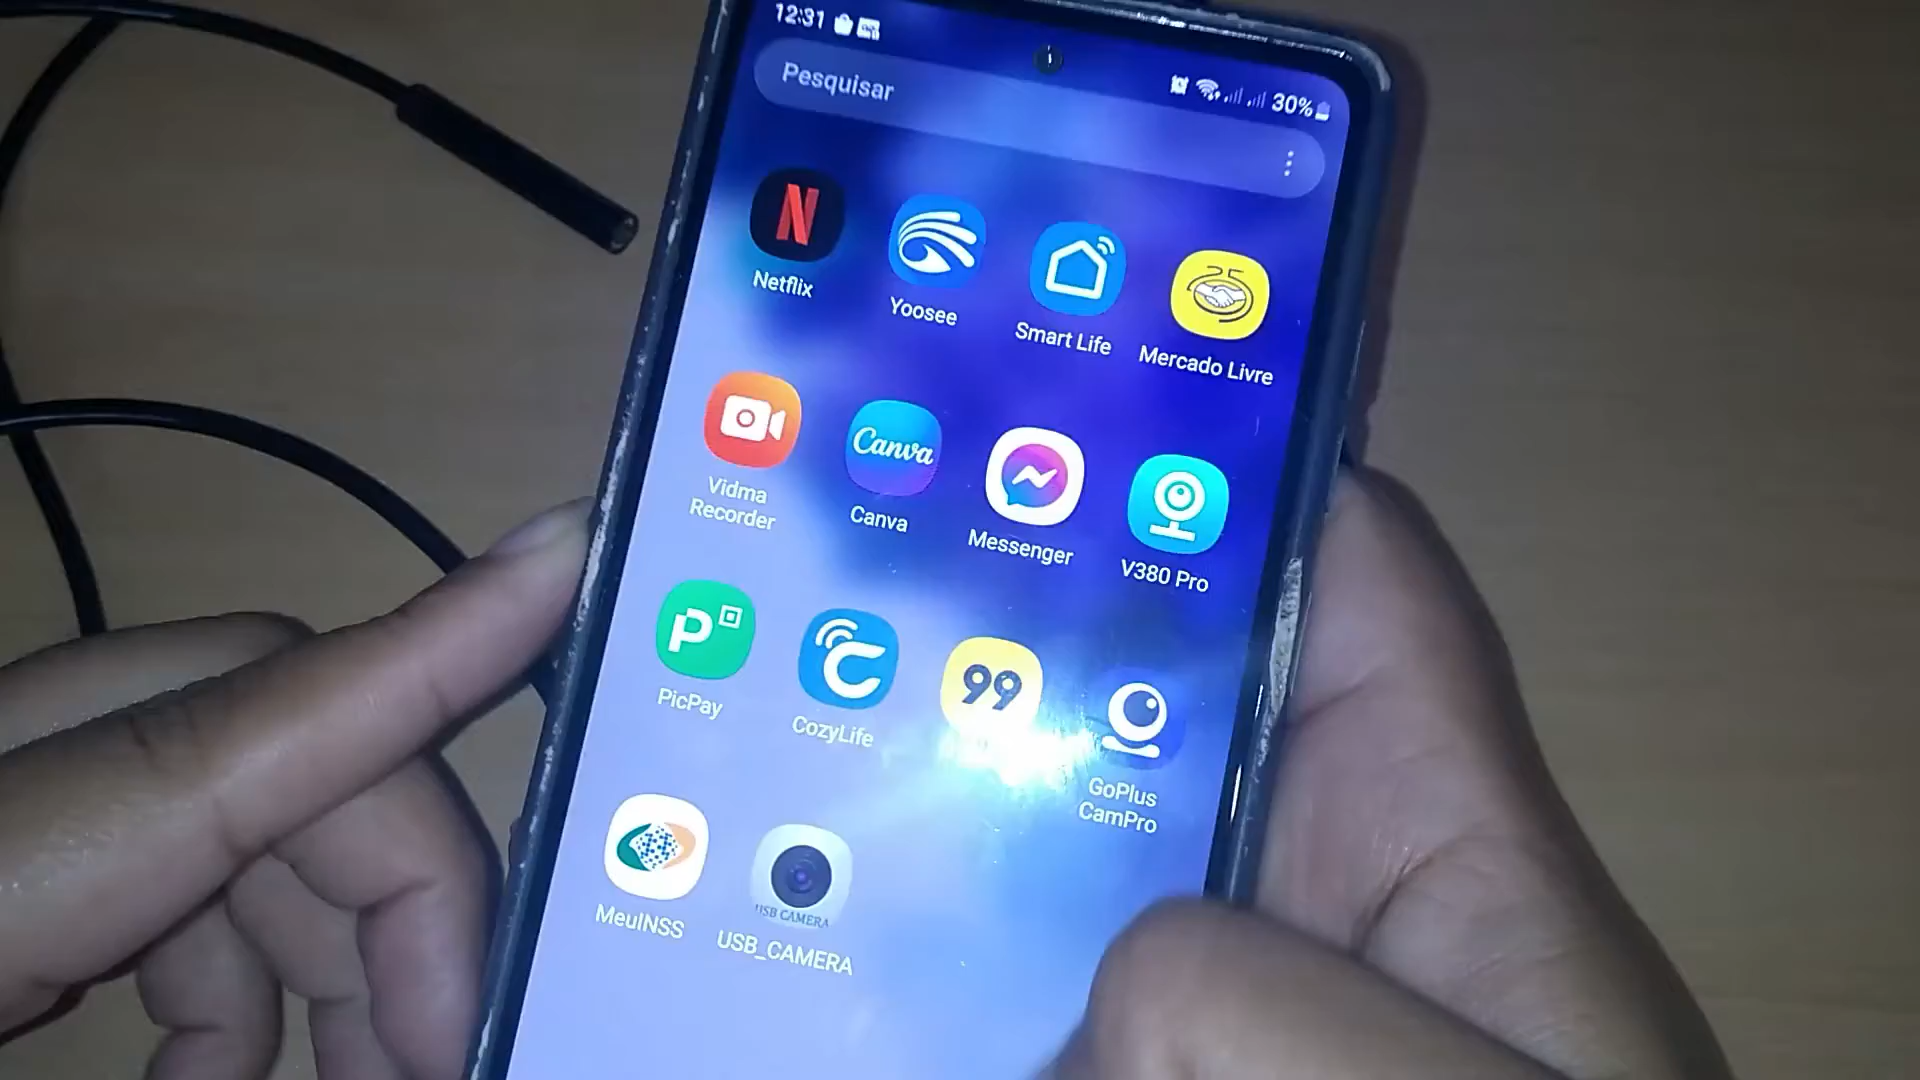 12:31
30%
Pesquisar
N
Netflix
Yoosee
Smart Life
25
Mercado Livre
Vidma
Recorder
Canva
Canva
Messenger
V380 Pro
P
PicPay
CozyLife
99
GoPlus
CamPro
MeuINSS
USB CAMERA
USB_CAMERA